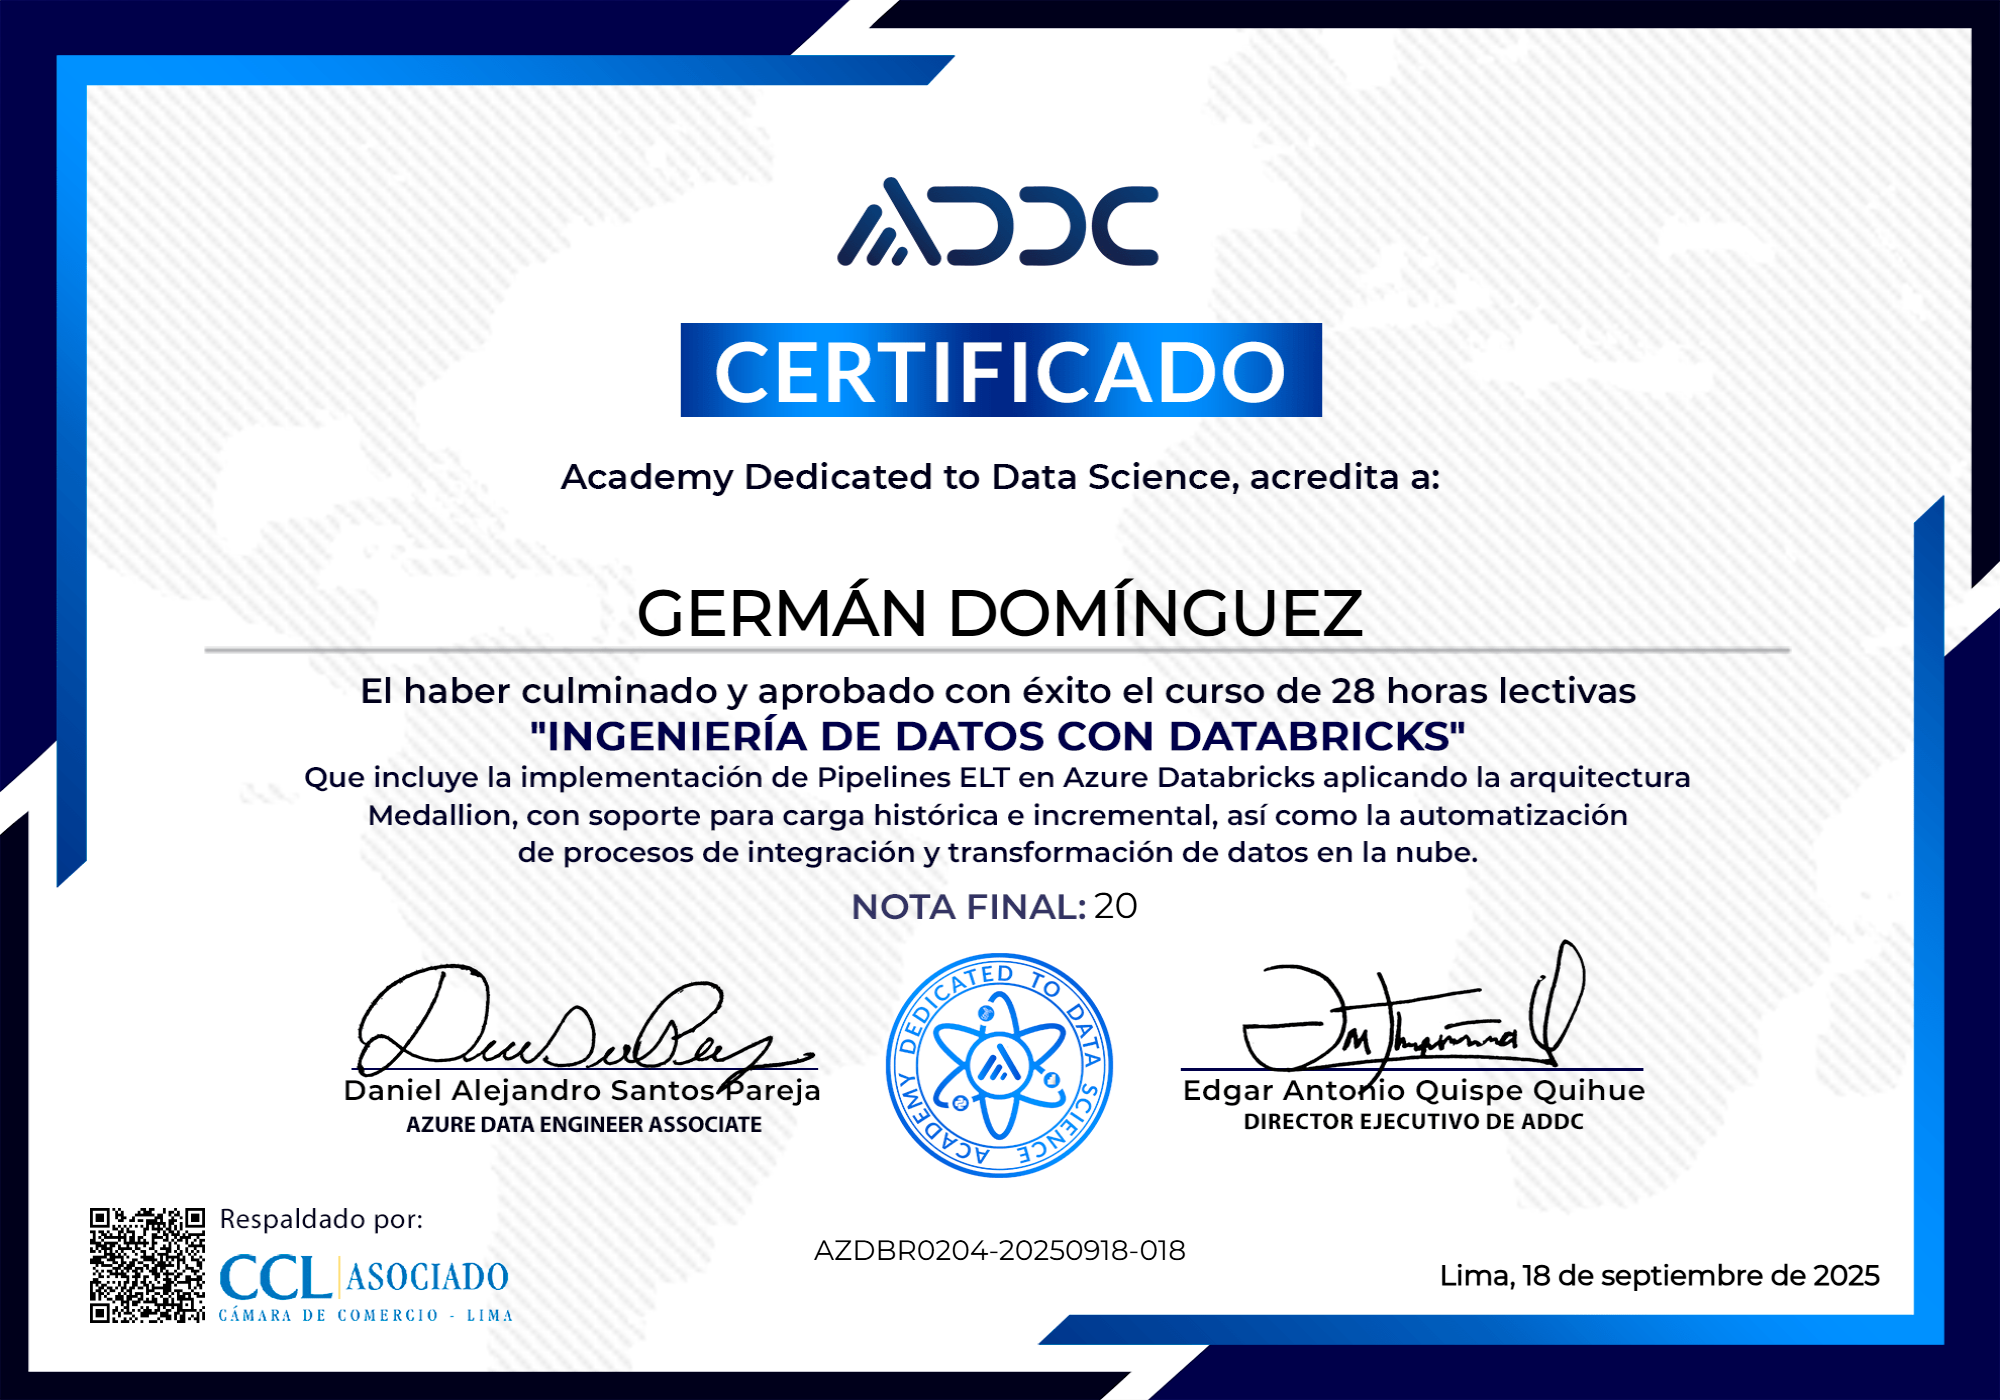 ADDC
CERTIFICADO
Academy Dedicated to Data Science, acredita a:
GERMÁN DOMÍNGUEZ
El haber culminado y aprobado con éxito el curso de 28 horas lectivas
"INGENIERÍA DE DATOS CON DATABRICKS"
Que incluye la implementación de Pipelines ELT en Azure Databricks aplicando la arquitectura
Medallion, con soporte para carga histórica e incremental, así como la automatización
de procesos de integración y transformación de datos en la nube.
NOTA FINAL: 20
Daniel Alejandro Santos Pareja
AZURE DATA ENGINEER ASSOCIATE
ACADEMY DEDICATED TO DATA SCIENCE
Edgar Antonio Quispe Quihue
DIRECTOR EJECUTIVO DE ADDC
Respaldado por:
CCL ASOCIADO
CÁMARA DE COMERCIO - LIMA
AZDBR0204-20250918-018
Lima, 18 de septiembre de 2025